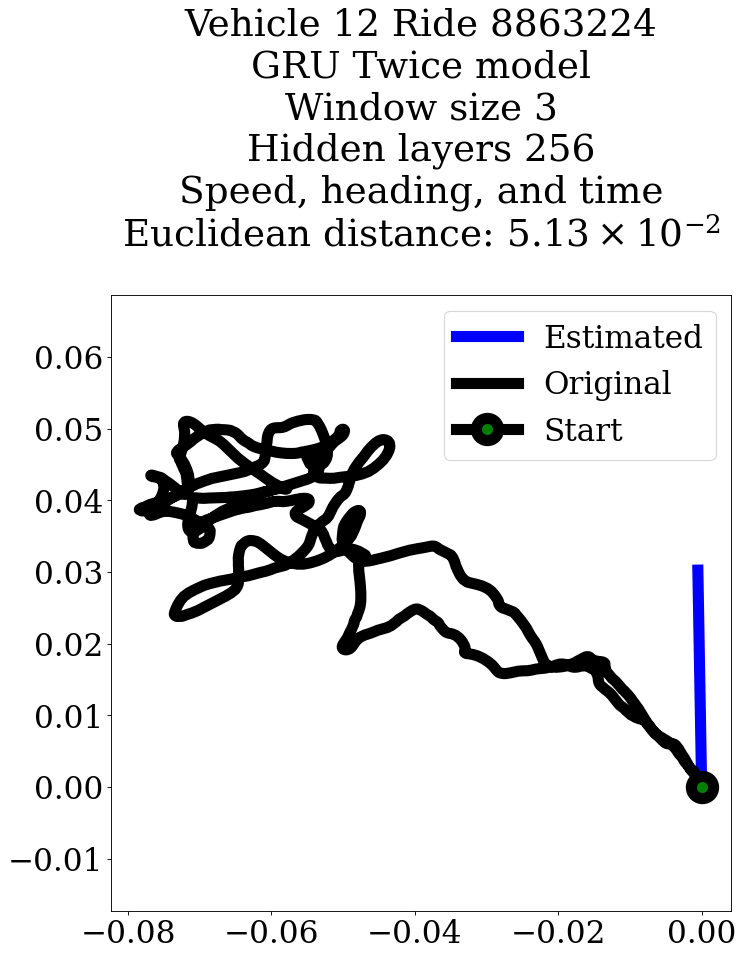 Vehicle 12 Ride 8863224
GRU Twice model
Window size 3
Hidden layers 256
Speed, heading, and time
Euclidean distance: 5.13 × 10⁻²
Estimated
Original
Start
0.06
0.05
0.04
0.03
0.02
0.01
0.00
−0.01
−0.08 −0.06 −0.04 −0.02 0.00